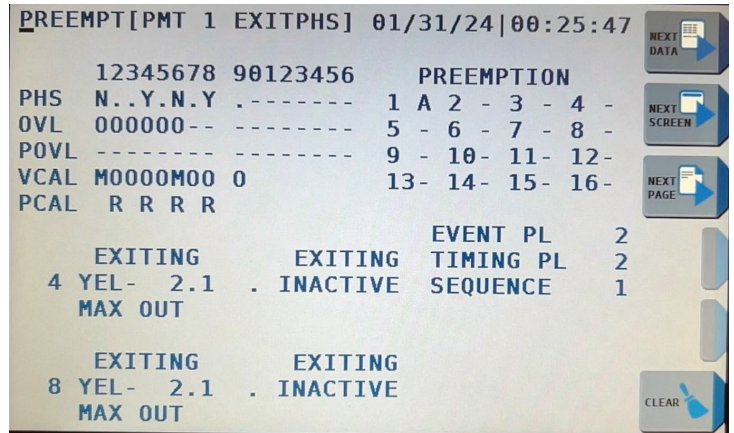 PREEMPT[PMT 1 EXITPHS] 01/31/24|00:25:47
12345678 90123456 PREEMPTION
PHS N..Y.N.Y .------- 1 A 2 - 3 - 4 -
OVL 000000-- -------- 5 - 6 - 7 - 8 -
POVL -------- -------- 9 - 10- 11- 12-
VCAL M0000M00 0 13- 14- 15- 16-
PCAL R R R R
EVENT PL 2
EXITING EXITING TIMING PL 2
4 YEL- 2.1 . INACTIVE SEQUENCE 1
MAX OUT
EXITING EXITING
8 YEL- 2.1 . INACTIVE
MAX OUT
NEXT DATA
NEXT SCREEN
NEXT PAGE
CLEAR